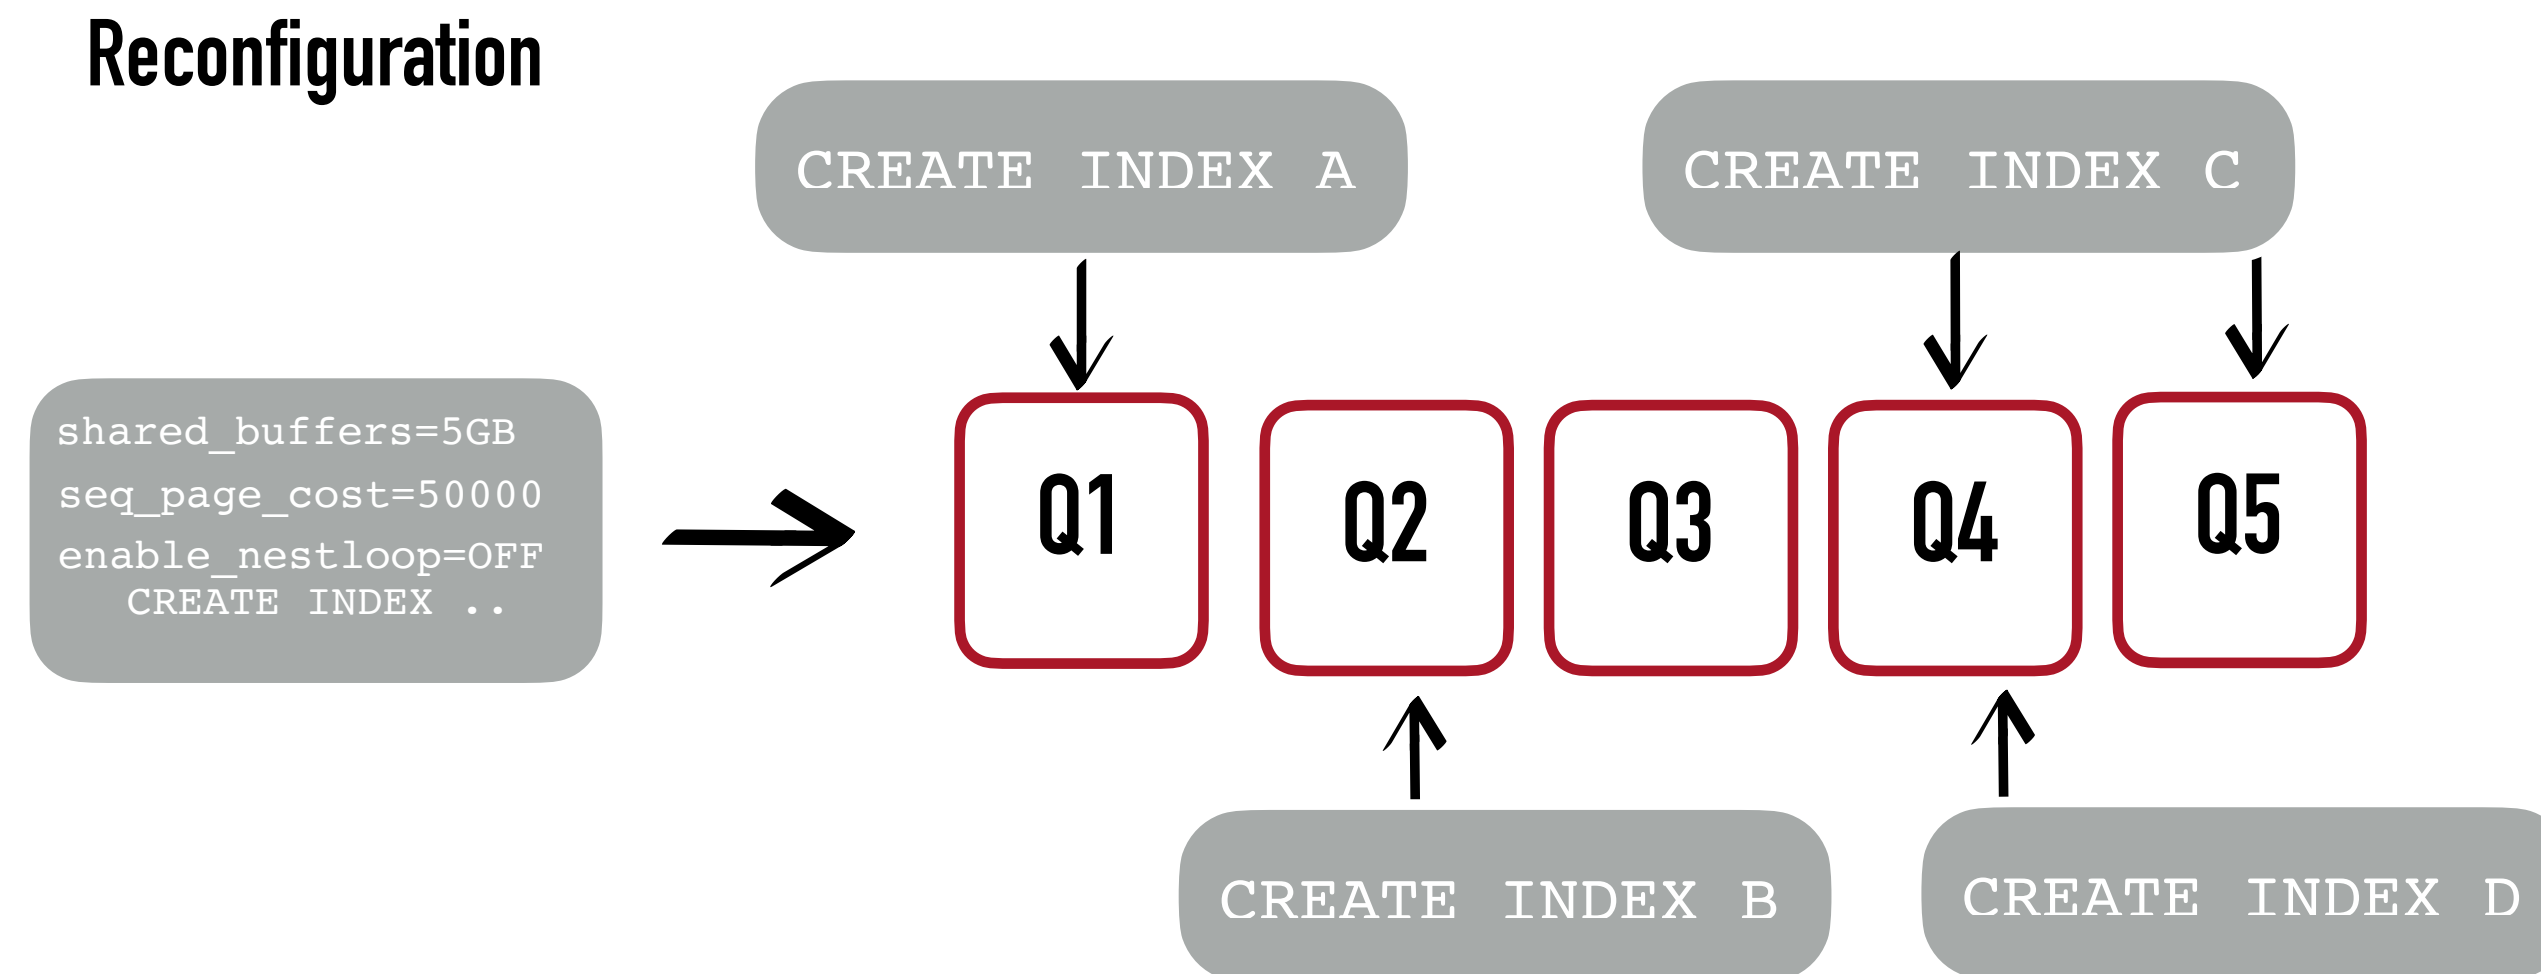 Reconfiguration
CREATE INDEX A
CREATE INDEX C
shared_buffers=5GB
seq_page_cost=50000
enable_nestloop=OFF
CREATE INDEX ..
Q1
Q2
Q3
Q4
Q5
CREATE INDEX B
CREATE INDEX D